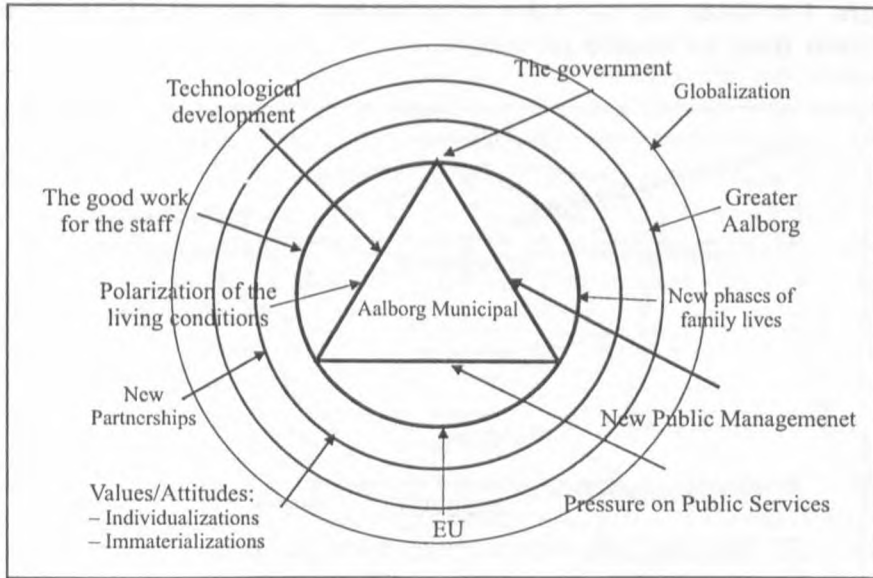 The government
Technological
development
Globalization
The good work
for the staff
Greater
Aalborg
Polarization of the
living conditions
Aalborg Municipal
New phases of
family lives
New
Partnerships
New Public Managemenet
Values/Attitudes:
– Individualizations
– Immaterializations
EU
Pressure on Public Services